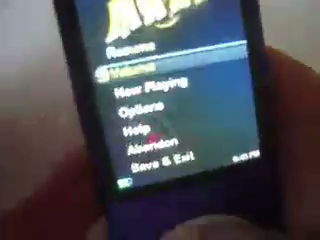 Resume
Volume
Now Playing
Options
Help
Abandon
Save & Exit